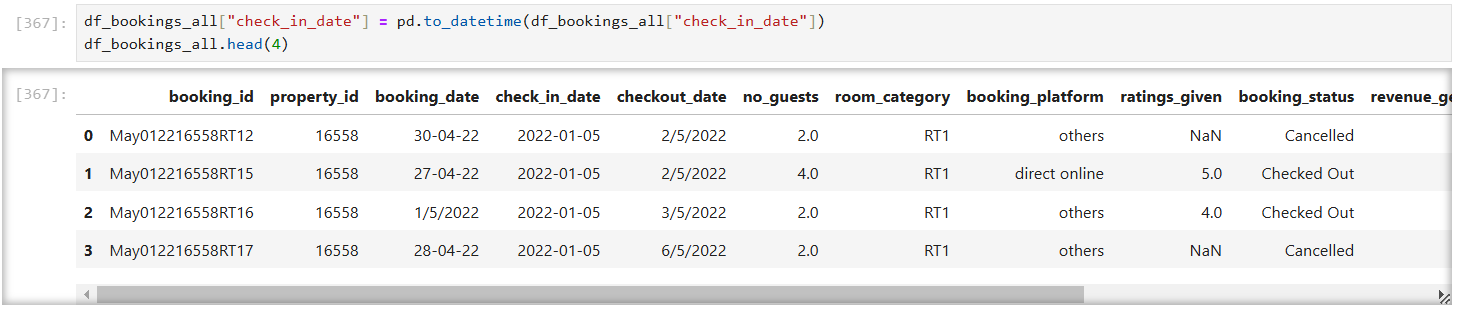 [367]: df_bookings_all["check_in_date"] = pd.to_datetime(df_bookings_all["check_in_date"])
df_bookings_all.head(4)
[367]: booking_id property_id booking_date check_in_date checkout_date no_guests room_category booking_platform ratings_given booking_status revenue_ge
0 May012216558RT12 16558 30-04-22 2022-01-05 2/5/2022 2.0 RT1 others NaN Cancelled
1 May012216558RT15 16558 27-04-22 2022-01-05 2/5/2022 4.0 RT1 direct online 5.0 Checked Out
2 May012216558RT16 16558 1/5/2022 2022-01-05 3/5/2022 2.0 RT1 others 4.0 Checked Out
3 May012216558RT17 16558 28-04-22 2022-01-05 6/5/2022 2.0 RT1 others NaN Cancelled